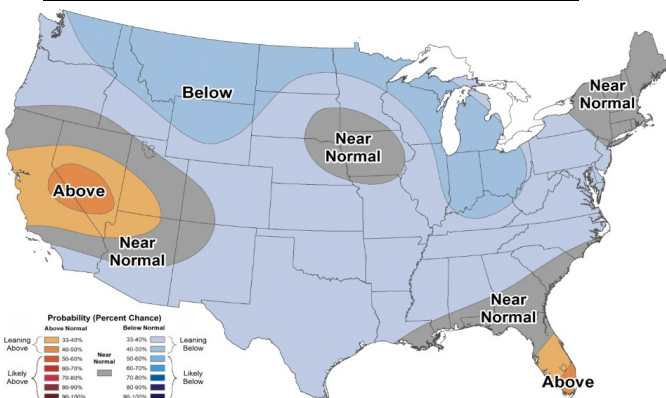 Below
Near
Normal
Near
Normal
Above
Near
Normal
Near
Normal
Above
Probability (Percent Chance)
Above Normal
Below Normal
Leaning
Above
33-40%
40-50%
Near
Normal
33-40%
40-50%
Leaning
Below
Likely
Above
50-60%
60-70%
70-80%
80-90%
90-100%
50-60%
60-70%
70-80%
80-90%
90-100%
Likely
Below